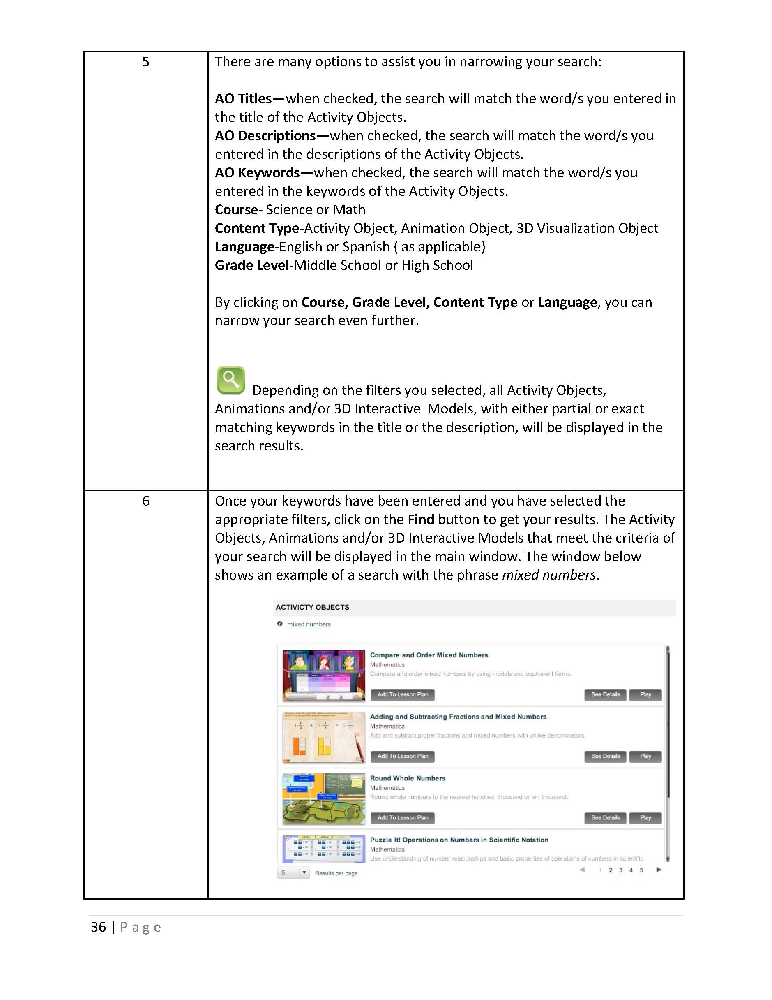 5
There are many options to assist you in narrowing your search:
AO Titles—when checked, the search will match the word/s you entered in
the title of the Activity Objects.
AO Descriptions—when checked, the search will match the word/s you
entered in the descriptions of the Activity Objects.
AO Keywords—when checked, the search will match the word/s you
entered in the keywords of the Activity Objects.
Course- Science or Math
Content Type-Activity Object, Animation Object, 3D Visualization Object
Language-English or Spanish ( as applicable)
Grade Level-Middle School or High School
By clicking on Course, Grade Level, Content Type or Language, you can
narrow your search even further.
Depending on the filters you selected, all Activity Objects,
Animations and/or 3D Interactive  Models, with either partial or exact
matching keywords in the title or the description, will be displayed in the
search results.
6
Once your keywords have been entered and you have selected the
appropriate filters, click on the Find button to get your results. The Activity
Objects, Animations and/or 3D Interactive Models that meet the criteria of
your search will be displayed in the main window. The window below
shows an example of a search with the phrase mixed numbers.
ACTIVICTY OBJECTS
mixed numbers
Compare and Order Mixed Numbers
Mathematics
Compare and order mixed numbers by using models and equivalent forms.
Add To Lesson Plan See Details Play
Adding and Subtracting Fractions and Mixed Numbers
Mathematics
Add and subtract proper fractions and mixed numbers with unlike denominators.
1 1/4 + 1 1/2 =
Add To Lesson Plan See Details Play
Round Whole Numbers
Mathematics
Round whole numbers to the nearest hundred, thousand or ten thousand.
Add To Lesson Plan See Details Play
Puzzle It! Operations on Numbers in Scientific Notation
Mathematics
Use understanding of number relationships and basic properties of operations of numbers in scientific
5 Results per page 1 2 3 4 5
36 | Page